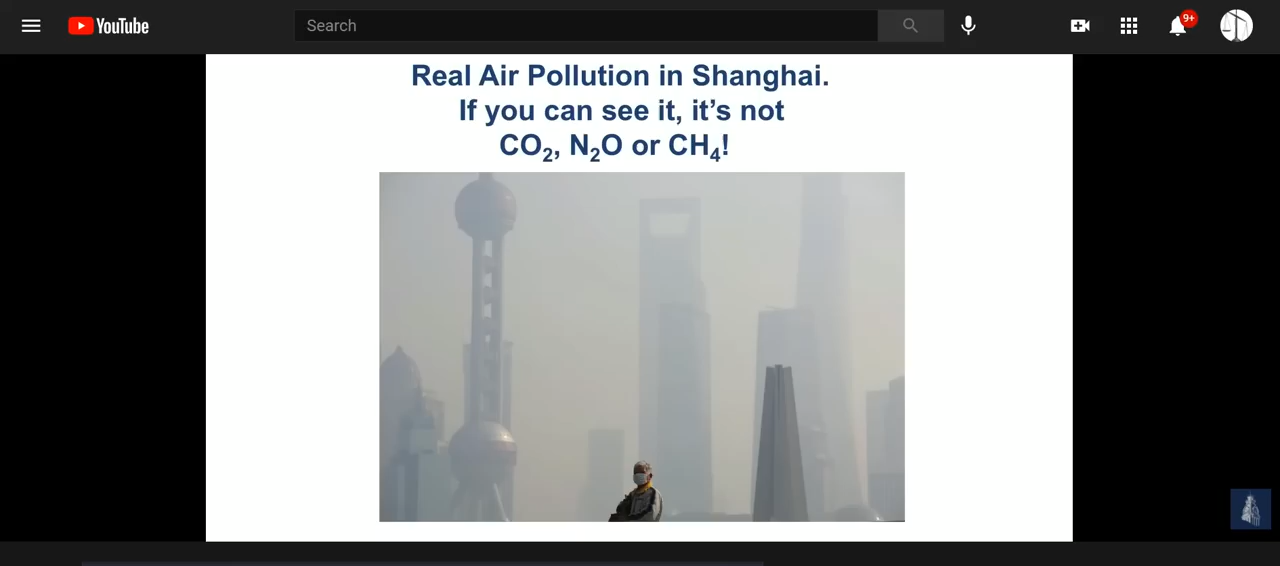 YouTube
Search
9+
Real Air Pollution in Shanghai.
If you can see it, it’s not
CO₂, N₂O or CH₄!